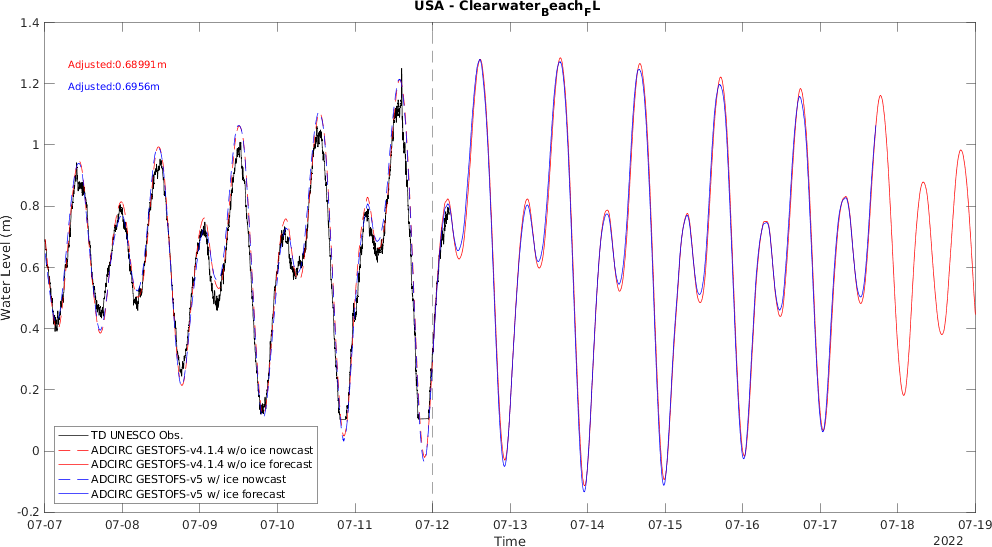 USA - Clearwater_Beach_FL
1.4
1.2
1
0.8
0.6
0.4
0.2
0
-0.2
Water Level (m)
Adjusted:0.68991m
Adjusted:0.6956m
TD UNESCO Obs.
ADCIRC GESTOFS-v4.1.4 w/o ice nowcast
ADCIRC GESTOFS-v4.1.4 w/o ice forecast
ADCIRC GESTOFS-v5 w/ ice nowcast
ADCIRC GESTOFS-v5 w/ ice forecast
07-07 07-08 07-09 07-10 07-11 07-12 07-13 07-14 07-15 07-16 07-17 07-18 07-19
Time
2022